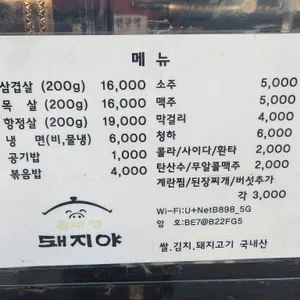 메 뉴
삼겹살 (200g) 16,000
목 살 (200g) 16,000
항정살 (200g) 19,000
냉 면(비,물냉) 6,000
공기밥 1,000
볶음밥 4,000
소주 5,000
맥주 5,000
막걸리 4,000
청하 6,000
콜라/사이다/환타 2,000
탄산수/무알콜맥주 2,000
계란찜/된장찌개/버섯추가
각 3,000
Wi-Fi:U+NetB898_5G
암 호:BE7@B22FG5
돼지야
쌀.김치.돼지고기 국내산